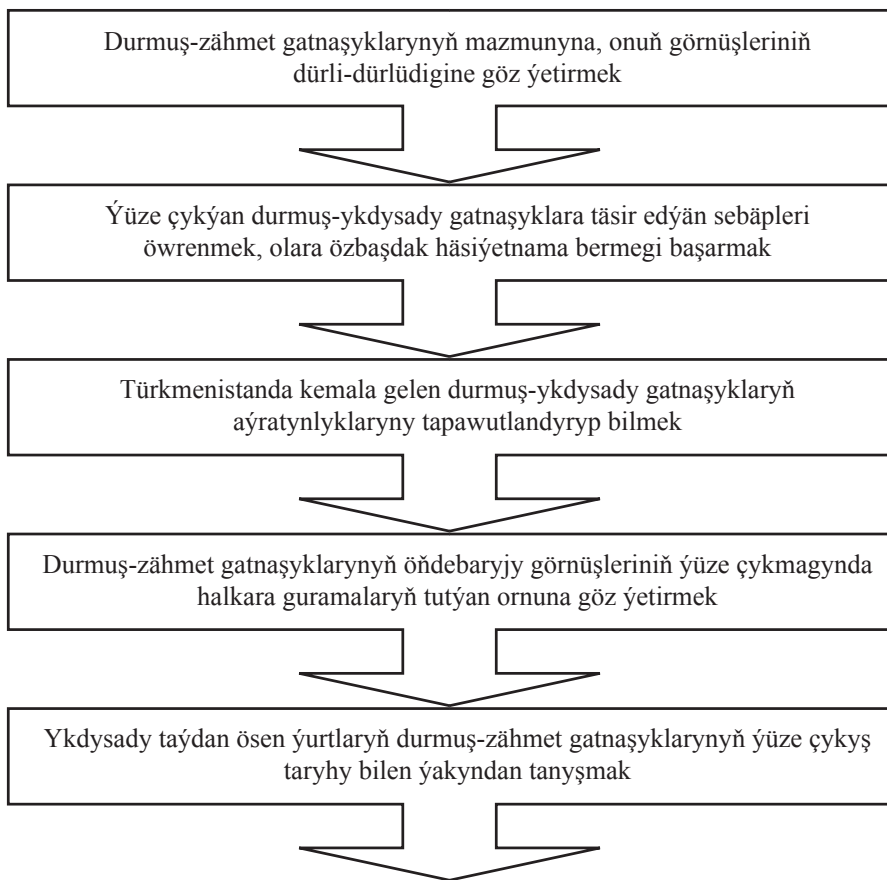 Durmuş-zähmet gatnaşyklarynyň mazmunyna, onuň görnüşleriniň
dürli-dürlüdigine göz ýetirmek
Ýüze çykýan durmuş-ykdysady gatnaşyklara täsir edýän sebäpleri
öwrenmek, olara özbaşdak häsiýetnama bermegi başarmak
Türkmenistanda kemala gelen durmuş-ykdysady gatnaşyklaryň
aýratynlyklaryny tapawutlandyryp bilmek
Durmuş-zähmet gatnaşyklarynyň öňdebaryjy görnüşleriniň ýüze çykmagynda
halkara guramalaryň tutýan ornuna göz ýetirmek
Ykdysady taýdan ösen ýurtlaryň durmuş-zähmet gatnaşyklarynyň ýüze çykyş
taryhy bilen ýakyndan tanyşmak